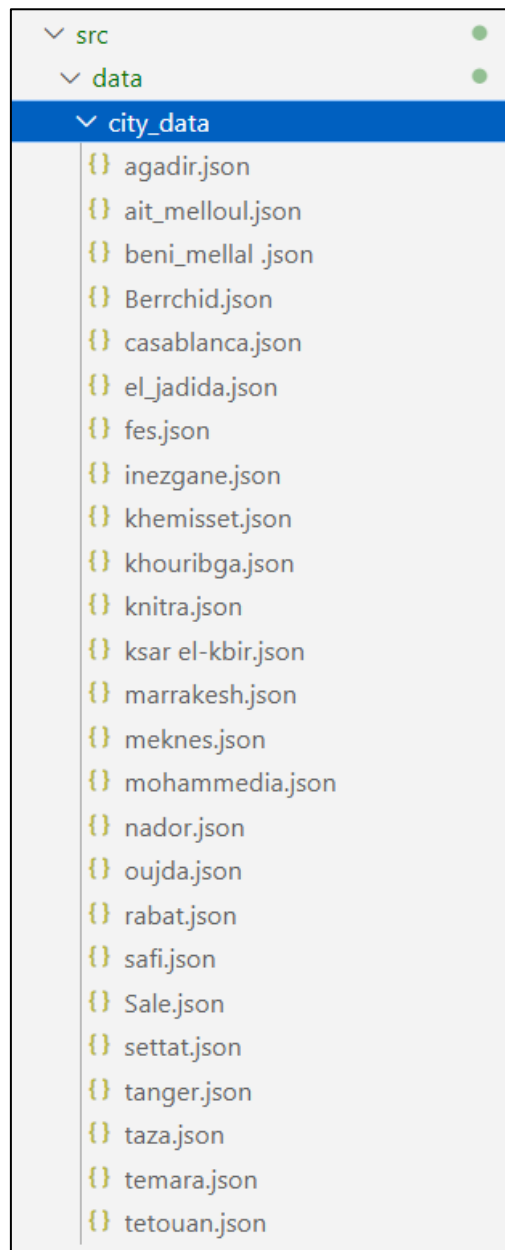 src
data
city_data
{} agadir.json
{} ait_melloul.json
{} beni_mellal .json
{} Berrchid.json
{} casablanca.json
{} el_jadida.json
{} fes.json
{} inezgane.json
{} khemisset.json
{} khouribga.json
{} knitra.json
{} ksar el-kbir.json
{} marrakesh.json
{} meknes.json
{} mohammedia.json
{} nador.json
{} oujda.json
{} rabat.json
{} safi.json
{} Sale.json
{} settat.json
{} tanger.json
{} taza.json
{} temara.json
{} tetouan.json